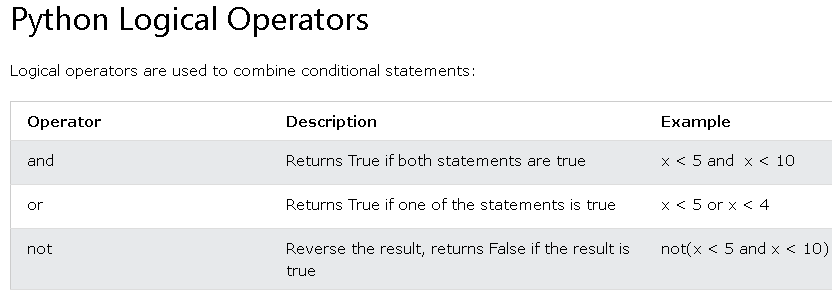 Python Logical Operators
Logical operators are used to combine conditional statements:
Operator Description Example
and Returns True if both statements are true x < 5 and  x < 10
or Returns True if one of the statements is true x < 5 or x < 4
not Reverse the result, returns False if the result is not(x < 5 and x < 10)
true